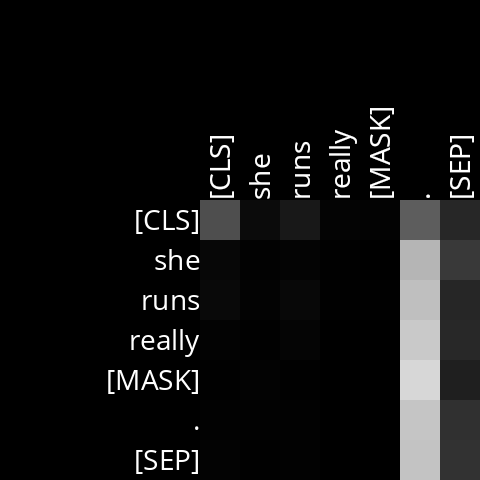 [CLS] she runs really [MASK] . [SEP]
[CLS]
she
runs
really
[MASK]
.
[SEP]